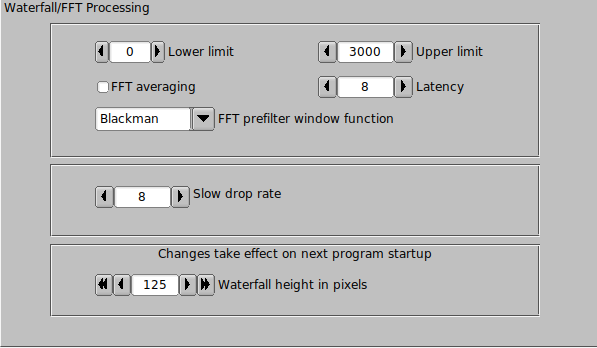 Waterfall/FFT Processing
0 Lower limit 3000 Upper limit
FFT averaging 8 Latency
Blackman FFT prefilter window function
8 Slow drop rate
Changes take effect on next program startup
125 Waterfall height in pixels